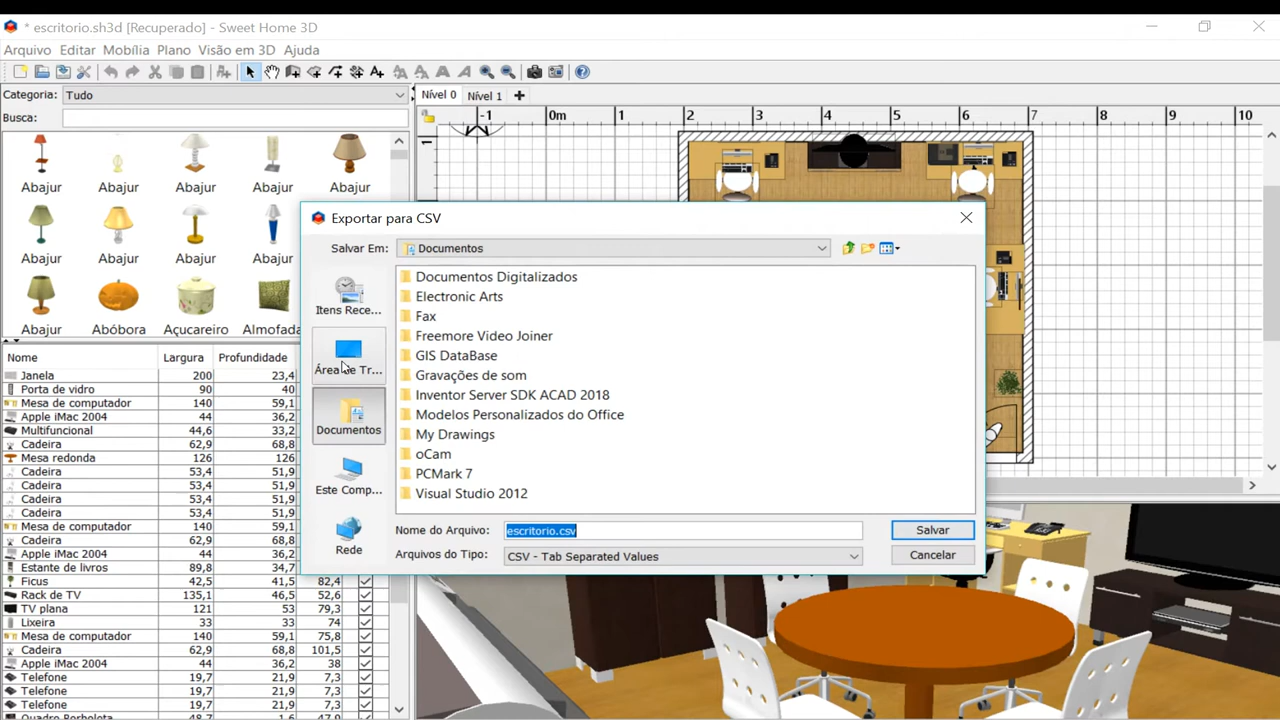 * escritorio.sh3d [Recuperado] - Sweet Home 3D
Arquivo Editar Mobília Plano Visão em 3D Ajuda
Categoria: Tudo
Busca:
Abajur Abajur Abajur Abajur Abajur
Abajur Abajur Abajur Abajur Abajur
Abajur Abóbora Açucareiro Almofada
Nível 0 Nível 1
-1 0m 1 2 3 4 5 6 7 8 9 10
1
Exportar para CSV
Salvar Em: Documentos
Itens Rece...
Área de Tr...
Documentos
Este Comp...
Rede
Documentos Digitalizados
Electronic Arts
Fax
Freemore Video Joiner
GIS DataBase
Gravações de som
Inventor Server SDK ACAD 2018
Modelos Personalizados do Office
My Drawings
oCam
PCMark 7
Visual Studio 2012
Nome do Arquivo: escritorio.csv
Salvar
Arquivos do Tipo: CSV - Tab Separated Values
Cancelar
Nome Largura Profundidade
Janela 200 23,4
Porta de vidro 90 40
Mesa de computador 140 59,1
Apple iMac 2004 44 36,2
Multifuncional 44,6 33,2
Cadeira 62,9 68,8
Mesa redonda 126 126
Cadeira 53,4 51,9
Cadeira 53,4 51,9
Cadeira 53,4 51,9
Cadeira 53,4 51,9
Mesa de computador 140 59,1
Cadeira 62,9 68,8
Apple iMac 2004 44 36,2
Estante de livros 89,8 34,7
Ficus 42,5 41,5 82,4
Rack de TV 135,1 46,5 52,6
TV plana 121 53 79,3
Lixeira 33 33 74
Mesa de computador 140 59,1 75,8
Cadeira 62,9 68,8 101,5
Apple iMac 2004 44 36,2 38
Telefone 19,7 21,9 7,3
Telefone 19,7 21,9 7,3
Telefone 19,7 21,9 7,3
Quadro Borboleta 48,7 1,6 47,9